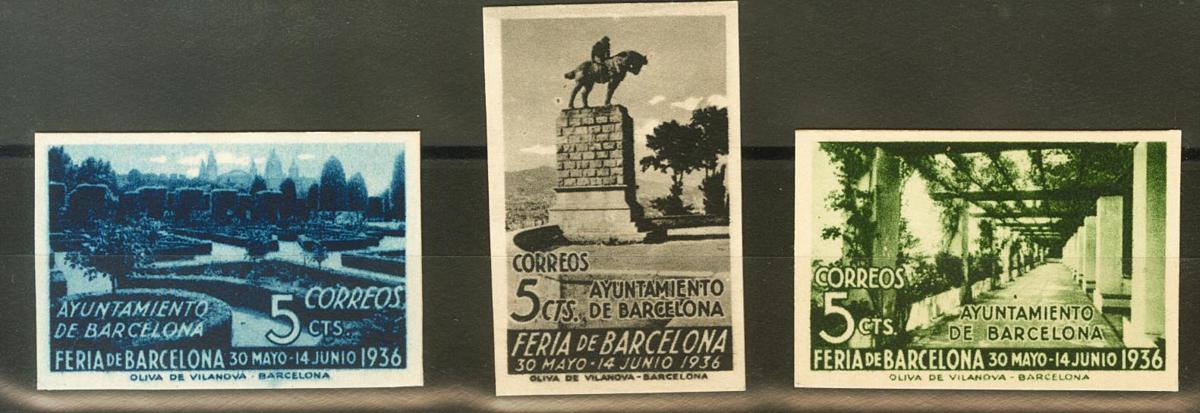 AYUNTAMIENTO
DE BARCELONA
5 CORREOS
CTS.
FERIA DE BARCELONA 30 MAYO-14 JUNIO 1936
OLIVA DE VILANOVA - BARCELONA
CORREOS
5 CTS. AYUNTAMIENTO
DE BARCELONA
FERIA DE BARCELONA
30 MAYO-14 JUNIO 1936
OLIVA DE VILANOVA-BARCELONA
CORREOS
5 CTS. AYUNTAMIENTO
DE BARCELONA
FERIA DE BARCELONA 30 MAYO-14 JUNIO 1936
OLIVA DE VILANOVA - BARCELONA